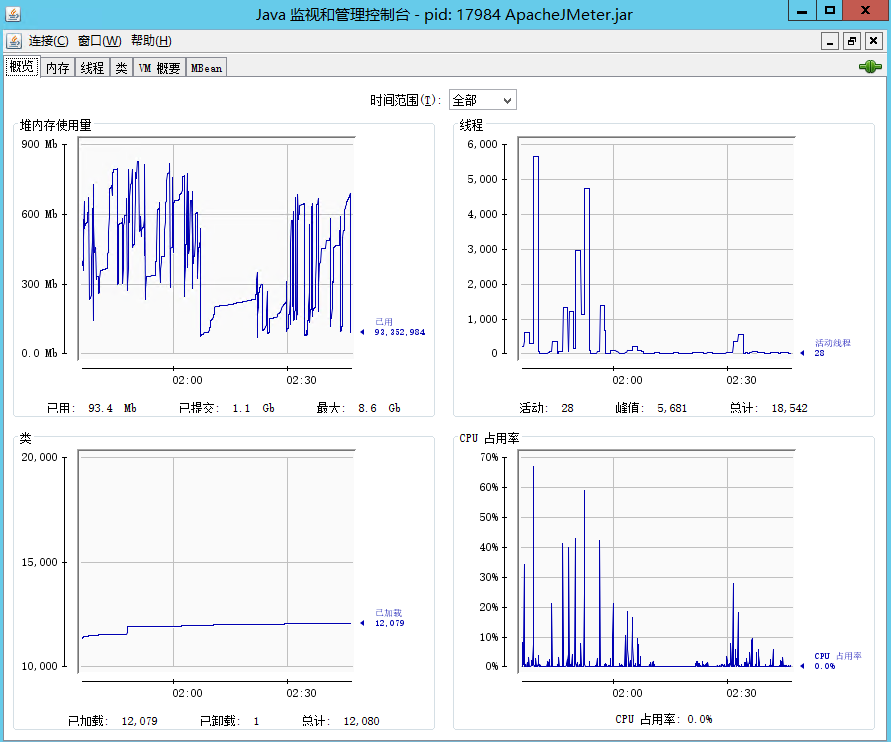 Java 监视和管理控制台 - pid: 17984 ApacheJMeter.jar
连接(C) 窗口(W) 帮助(H)
概览 内存 线程 类 VM 概要 MBean
时间范围(I): 全部
堆内存使用量
900 Mb
600 Mb
300 Mb
0.0 Mb
已用
93,352,984
02:00 02:30
已用: 93.4 Mb 已提交: 1.1 Gb 最大: 8.6 Gb
线程
6,000
5,000
4,000
3,000
2,000
1,000
0
活动线程
28
02:00 02:30
活动: 28 峰值: 5,681 总计: 18,542
类
20,000
15,000
10,000
已加载
12,079
02:00 02:30
已加载: 12,079 已卸载: 1 总计: 12,080
CPU 占用率
70%
60%
50%
40%
30%
20%
10%
0%
CPU 占用率
0.0%
02:00 02:30
CPU 占用率: 0.0%